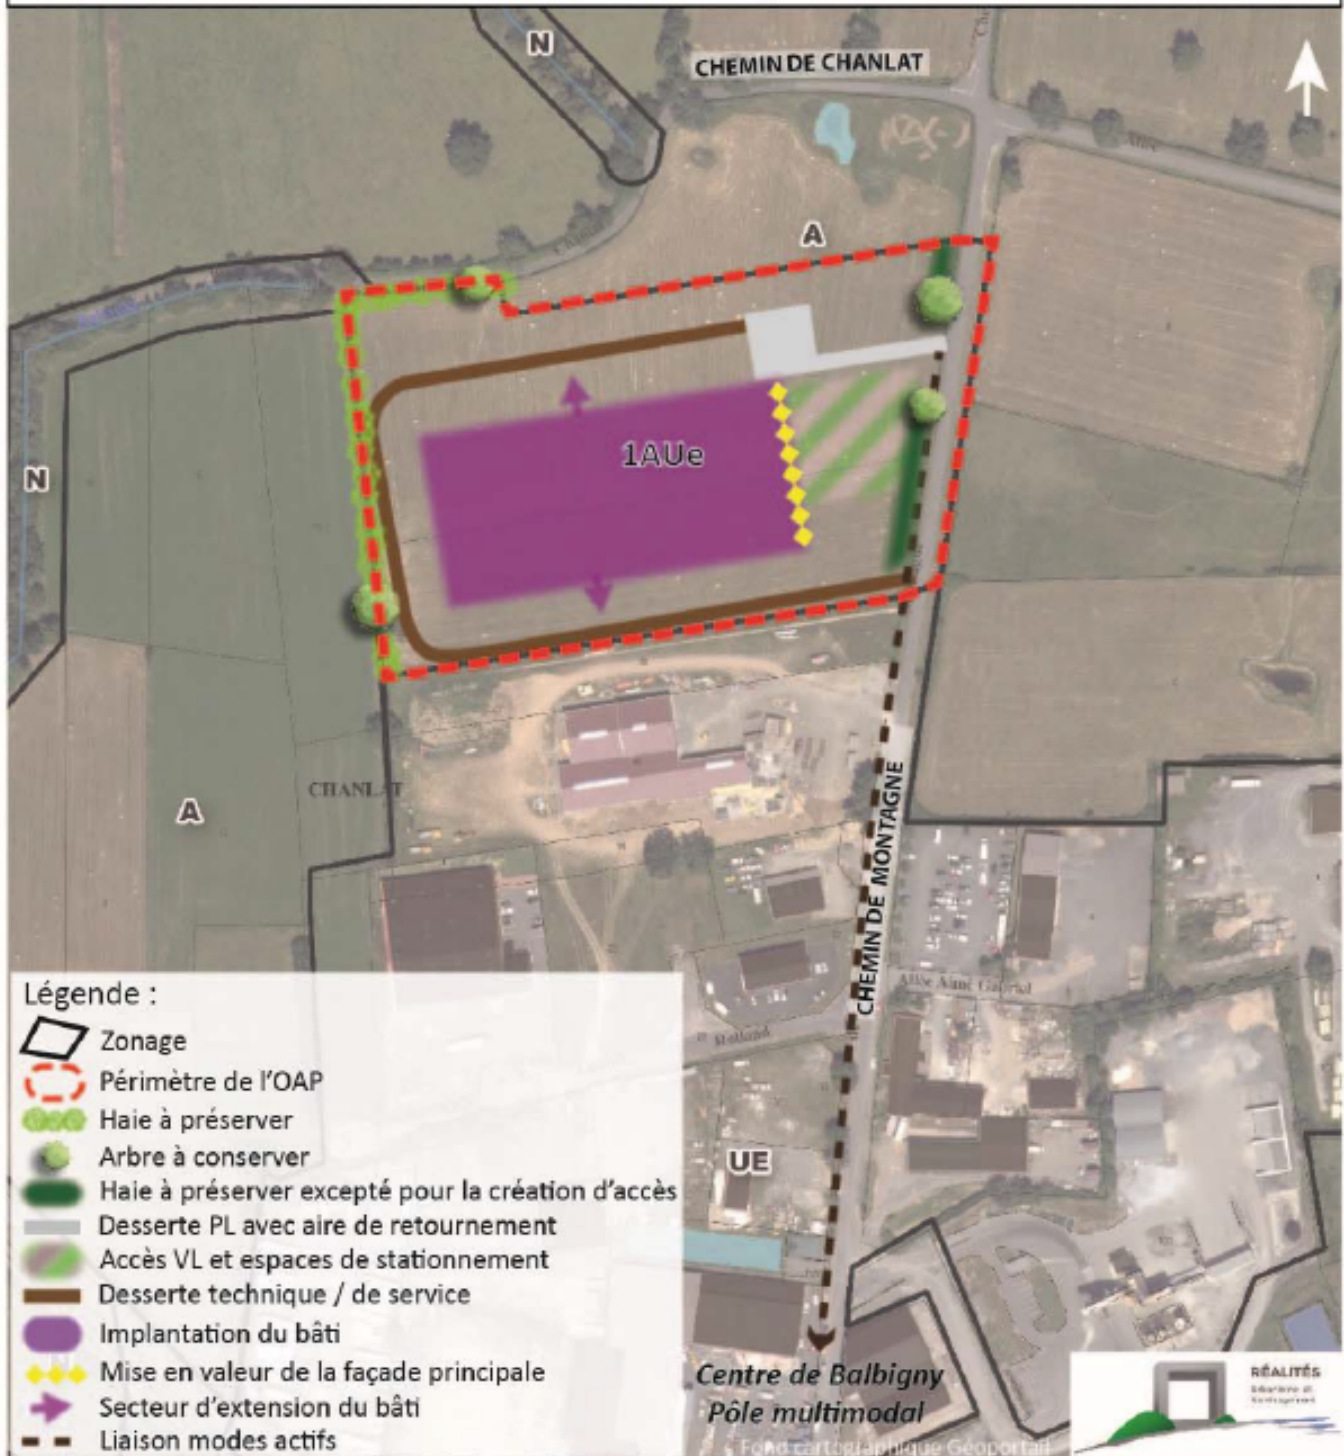 N
CHEMIN DE CHANLAT
A
1AUe
N
CHANLAT
A
CHEMIN DE MONTAGNE
UE
Légende :
Zonage
Périmètre de l'OAP
Haie à préserver
Arbre à conserver
Haie à préserver excepté pour la création d'accès
Desserte PL avec aire de retournement
Accès VL et espaces de stationnement
Desserte technique / de service
Implantation du bâti
Mise en valeur de la façade principale
Secteur d'extension du bâti
Liaison modes actifs
Centre de Balbigny
Pôle multimodal
RÉALITÉS
Fond cartographique Géoportail